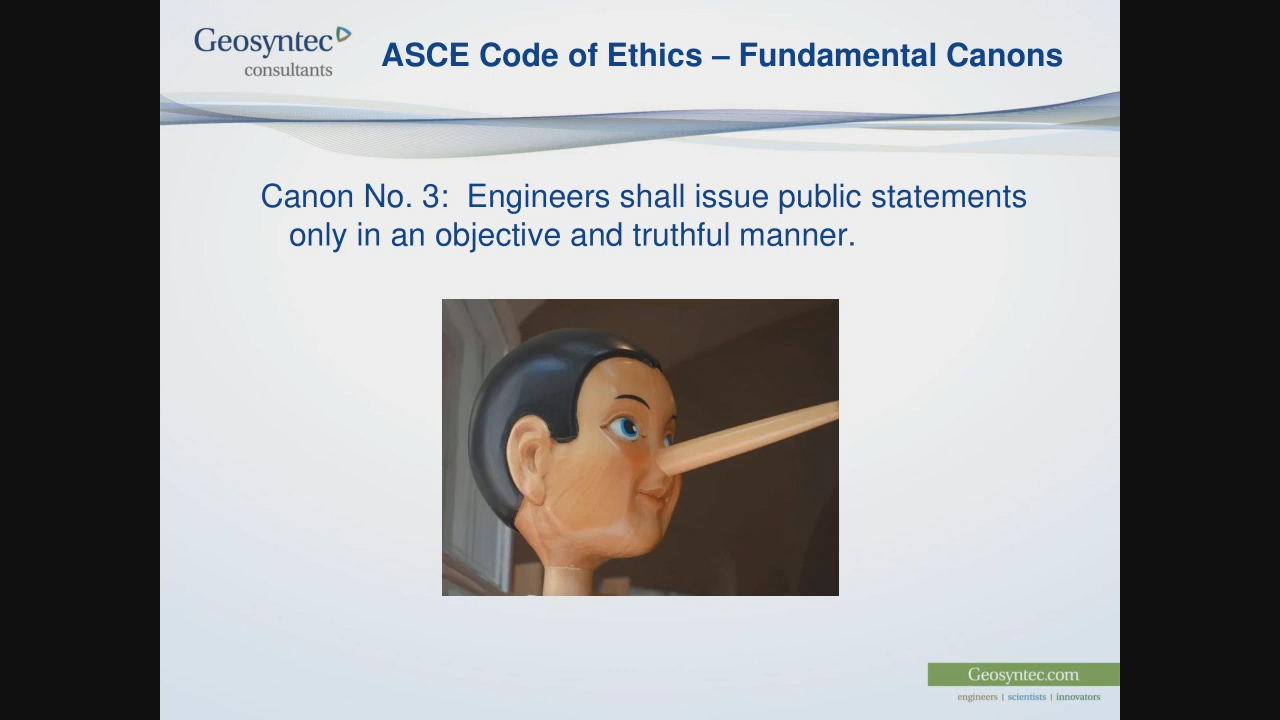 Geosyntec
consultants
ASCE Code of Ethics – Fundamental Canons
Canon No. 3:  Engineers shall issue public statements
only in an objective and truthful manner.
Geosyntec.com
engineers | scientists | innovators